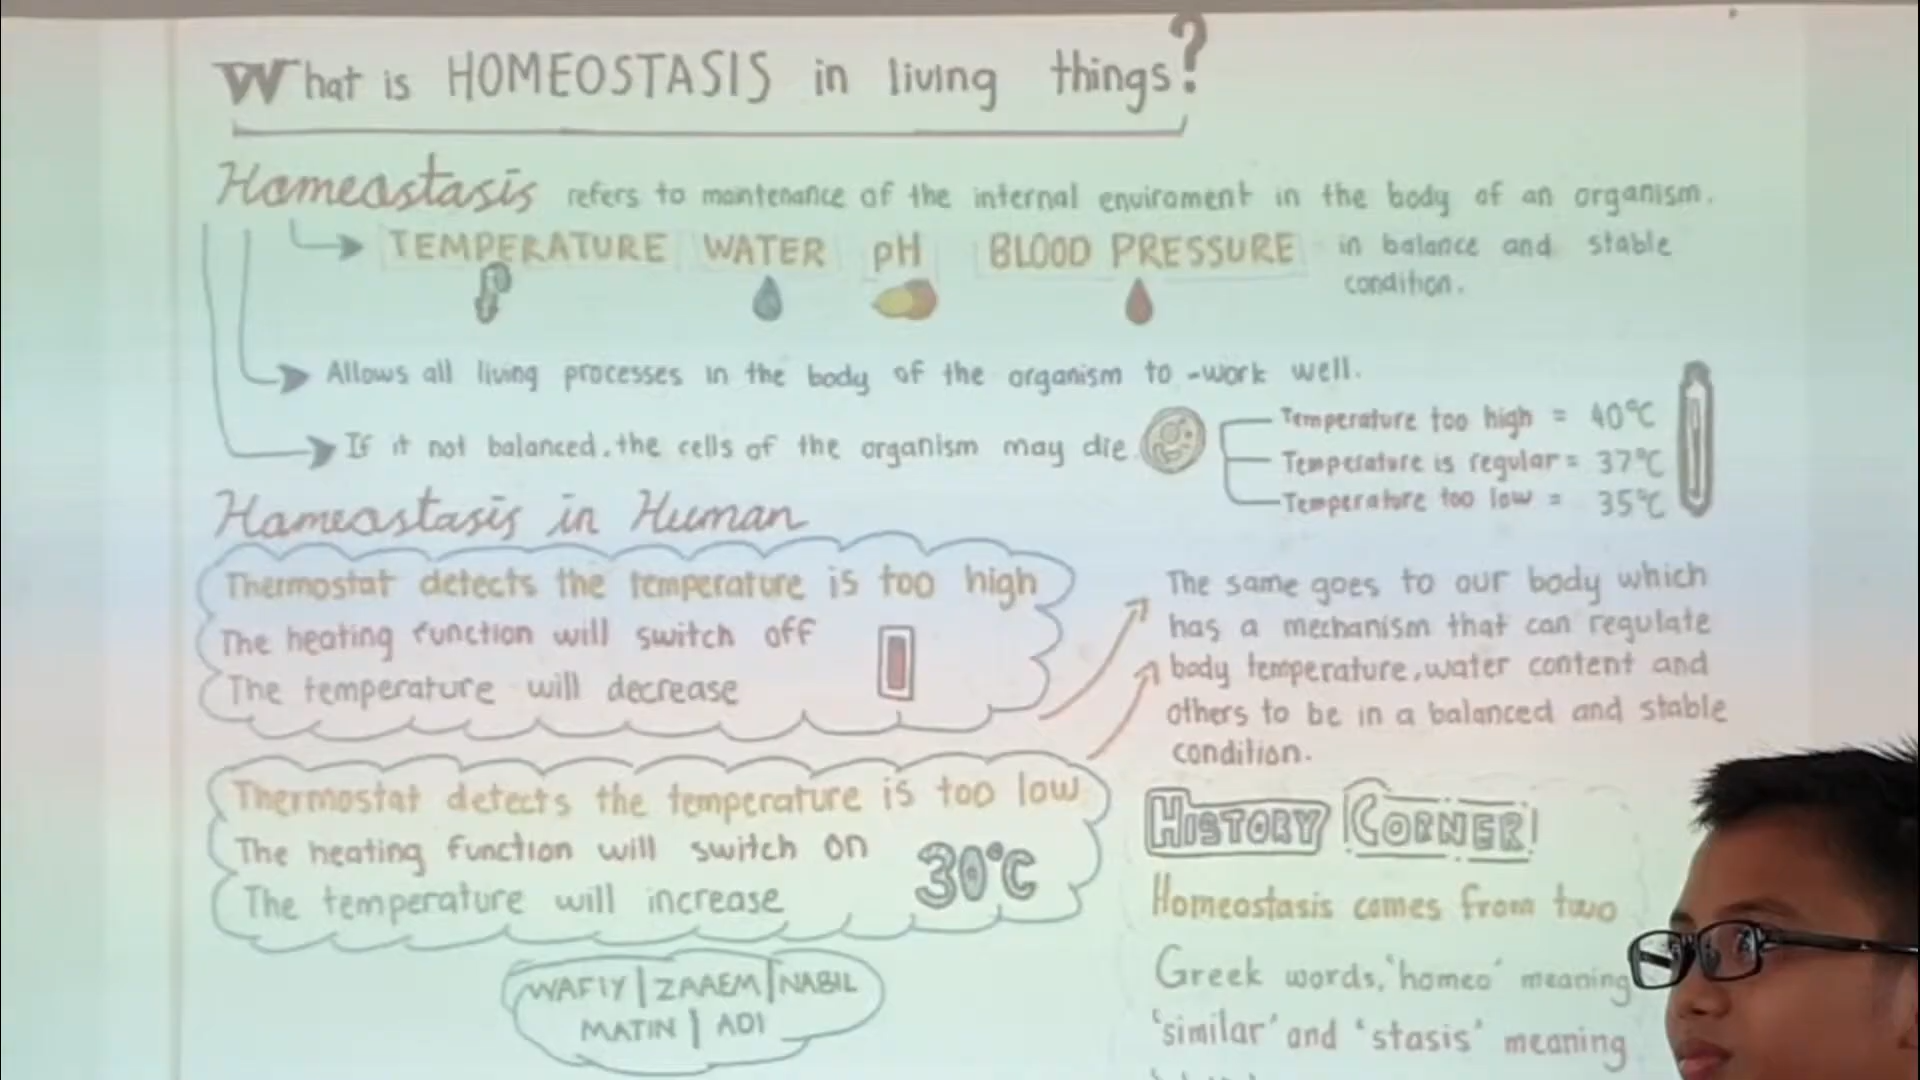 What is HOMEOSTASIS in living things?
Homeostasis refers to maintenance of the internal enviroment in the body of an organism.
TEMPERATURE WATER pH BLOOD PRESSURE in balance and stable
condition.
Allows all living processes in the body of the organism to -work well.
If it not balanced, the cells of the organism may die
Temperature too high = 40°C
Temperature is regular = 37°C
Temperature too low = 35°C
Homeostasis in Human
Thermostat detects the temperature is too high
The heating function will switch off
The temperature will decrease
The same goes to our body which
has a mechanism that can regulate
body temperature, water content and
others to be in a balanced and stable
condition.
Thermostat detects the temperature is too low
The heating function will switch on
30°C
The temperature will increase
WAFIY | ZAAEM | NABIL
MATIN | ADI
HISTORY CORNER!
Homeostasis comes from two
Greek words, 'homeo' meaning
'similar' and 'stasis' meaning